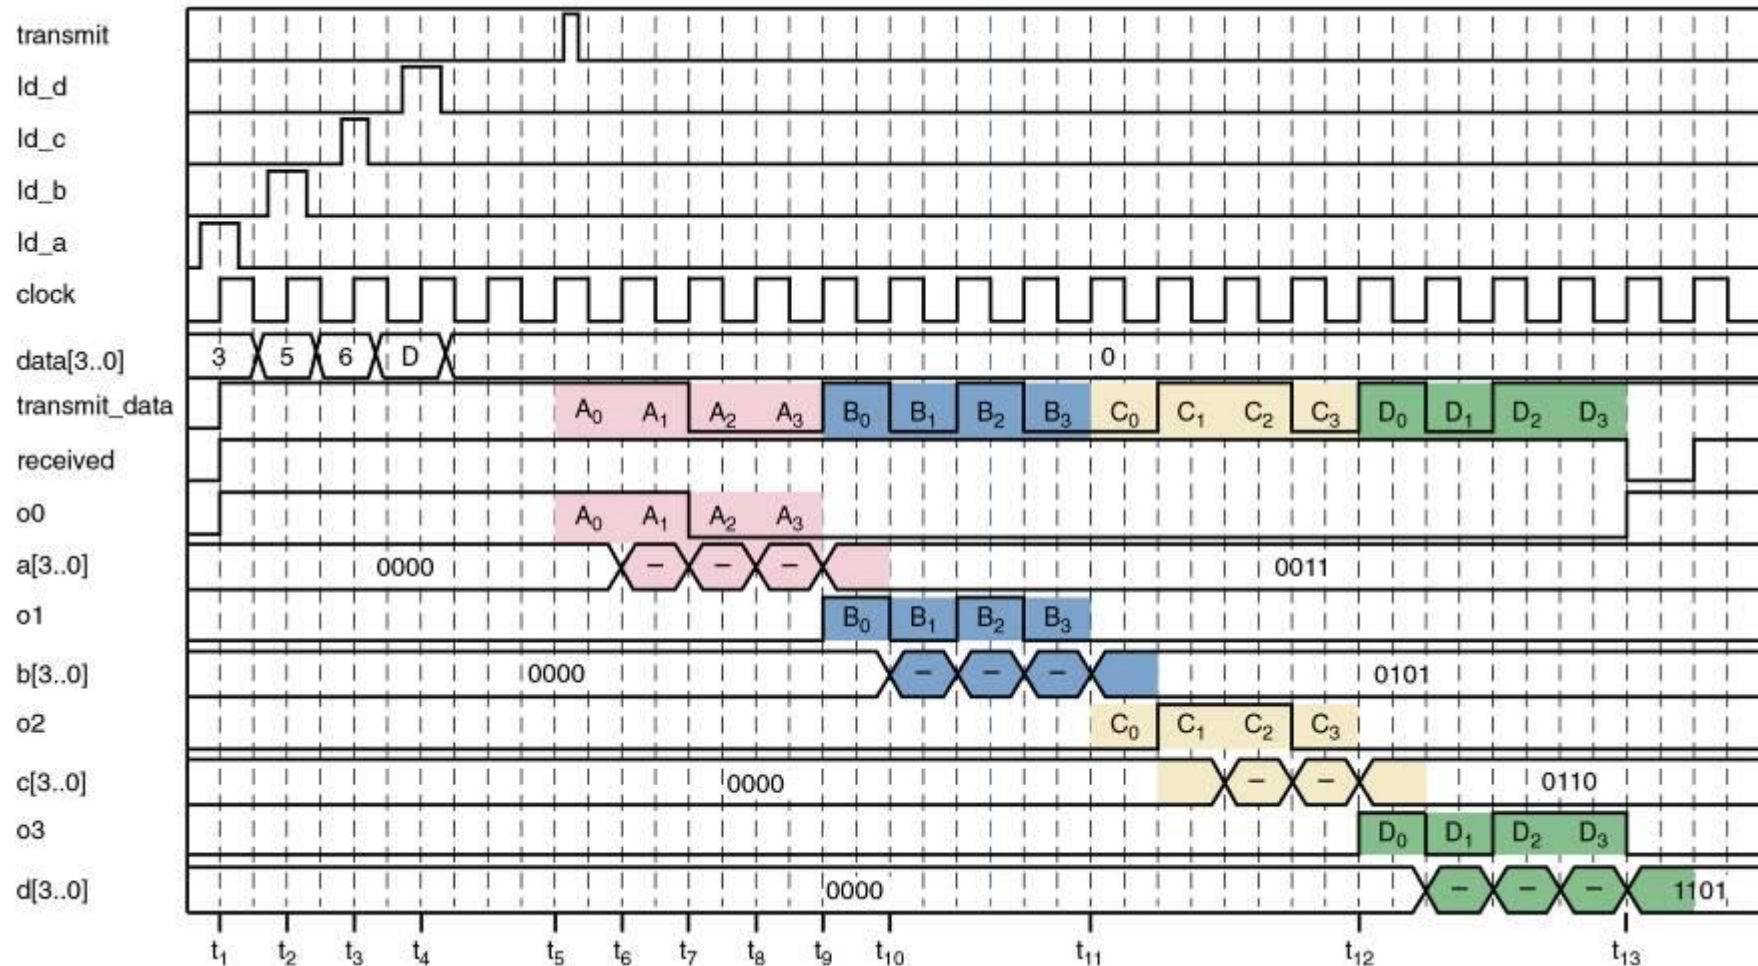 transmit
ld_d
ld_c
ld_b
ld_a
clock
data[3..0] 3 5 6 D 0
transmit_data A₀ A₁ A₂ A₃ B₀ B₁ B₂ B₃ C₀ C₁ C₂ C₃ D₀ D₁ D₂ D₃
received
o0 A₀ A₁ A₂ A₃
a[3..0] 0000 – – – 0011
o1 B₀ B₁ B₂ B₃
b[3..0] 0000 – – – 0101
o2 C₀ C₁ C₂ C₃
c[3..0] 0000 – – 0110
o3 D₀ D₁ D₂ D₃
d[3..0] 0000 – – – 1101
t₁ t₂ t₃ t₄ t₅ t₆ t₇ t₈ t₉ t₁₀ t₁₁ t₁₂ t₁₃